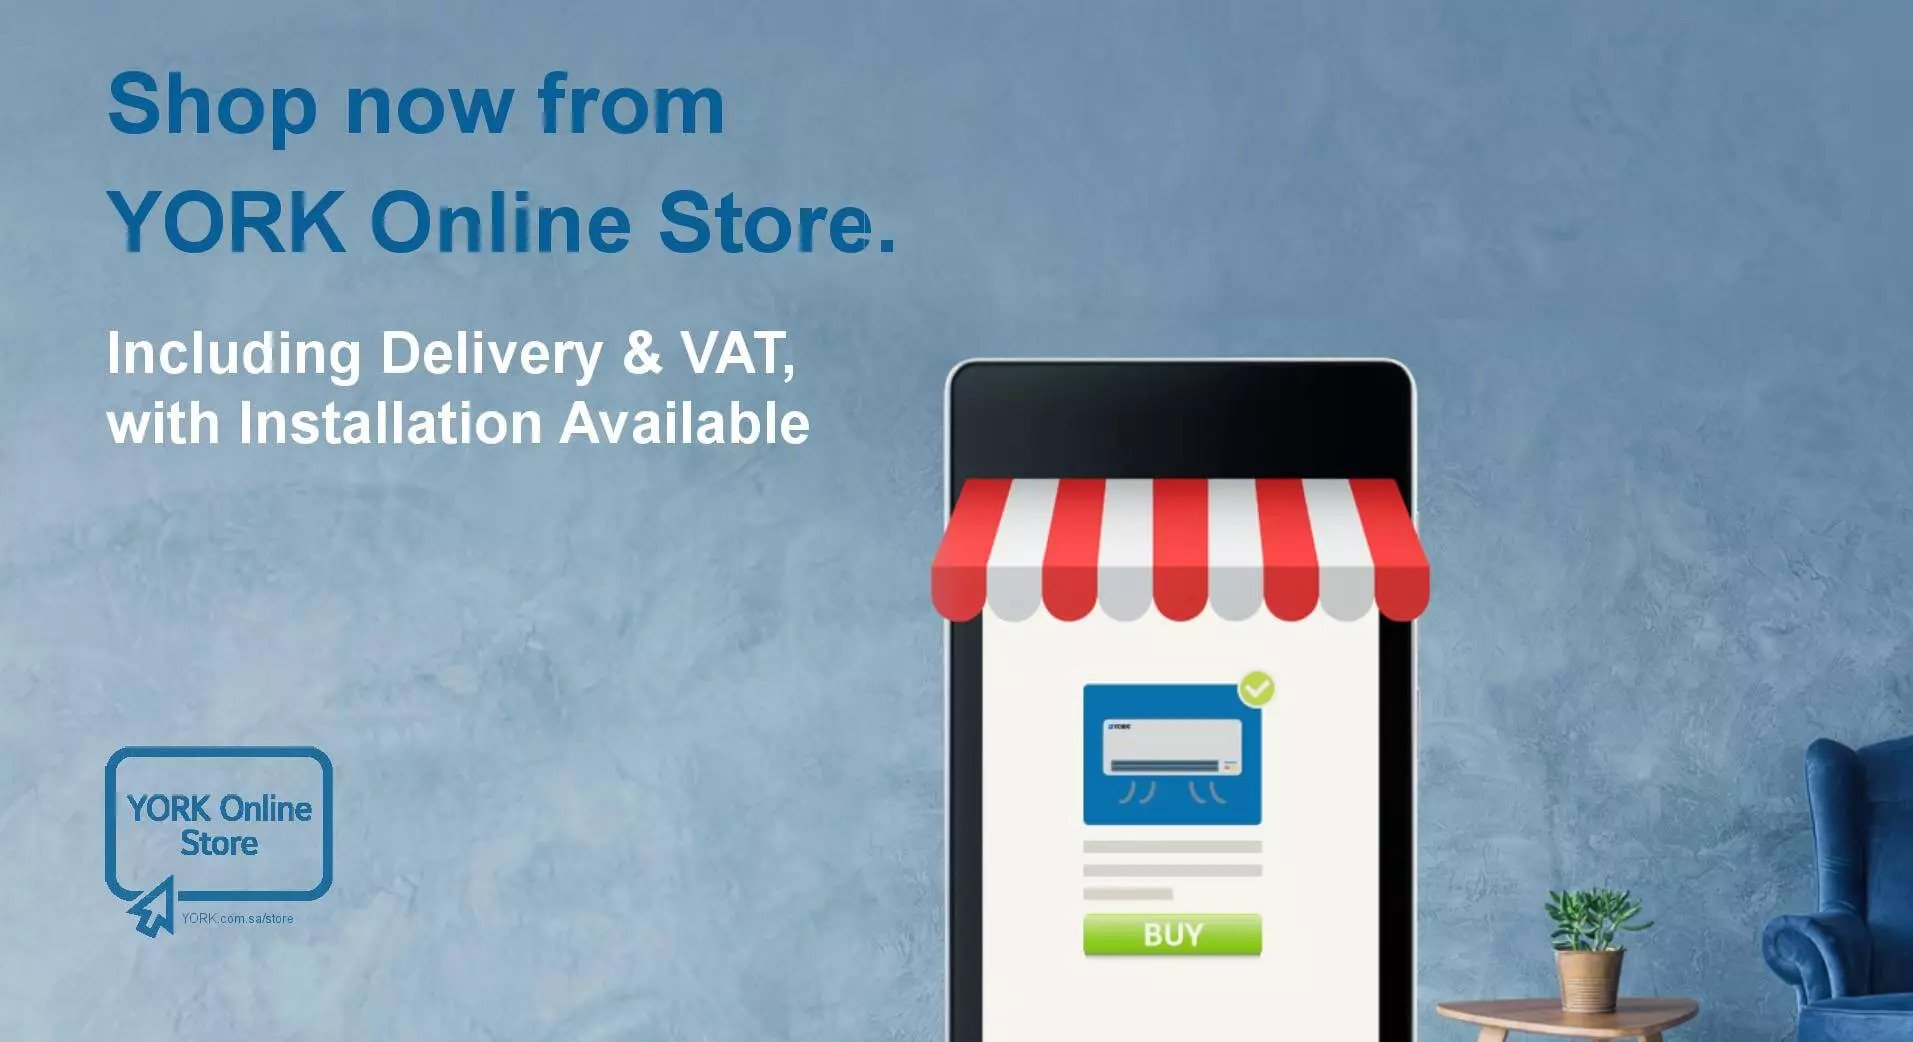 Shop now from
YORK Online Store.
Including Delivery & VAT,
with Installation Available
YORK Online
Store
YORK.com.sa/store
YORK
BUY